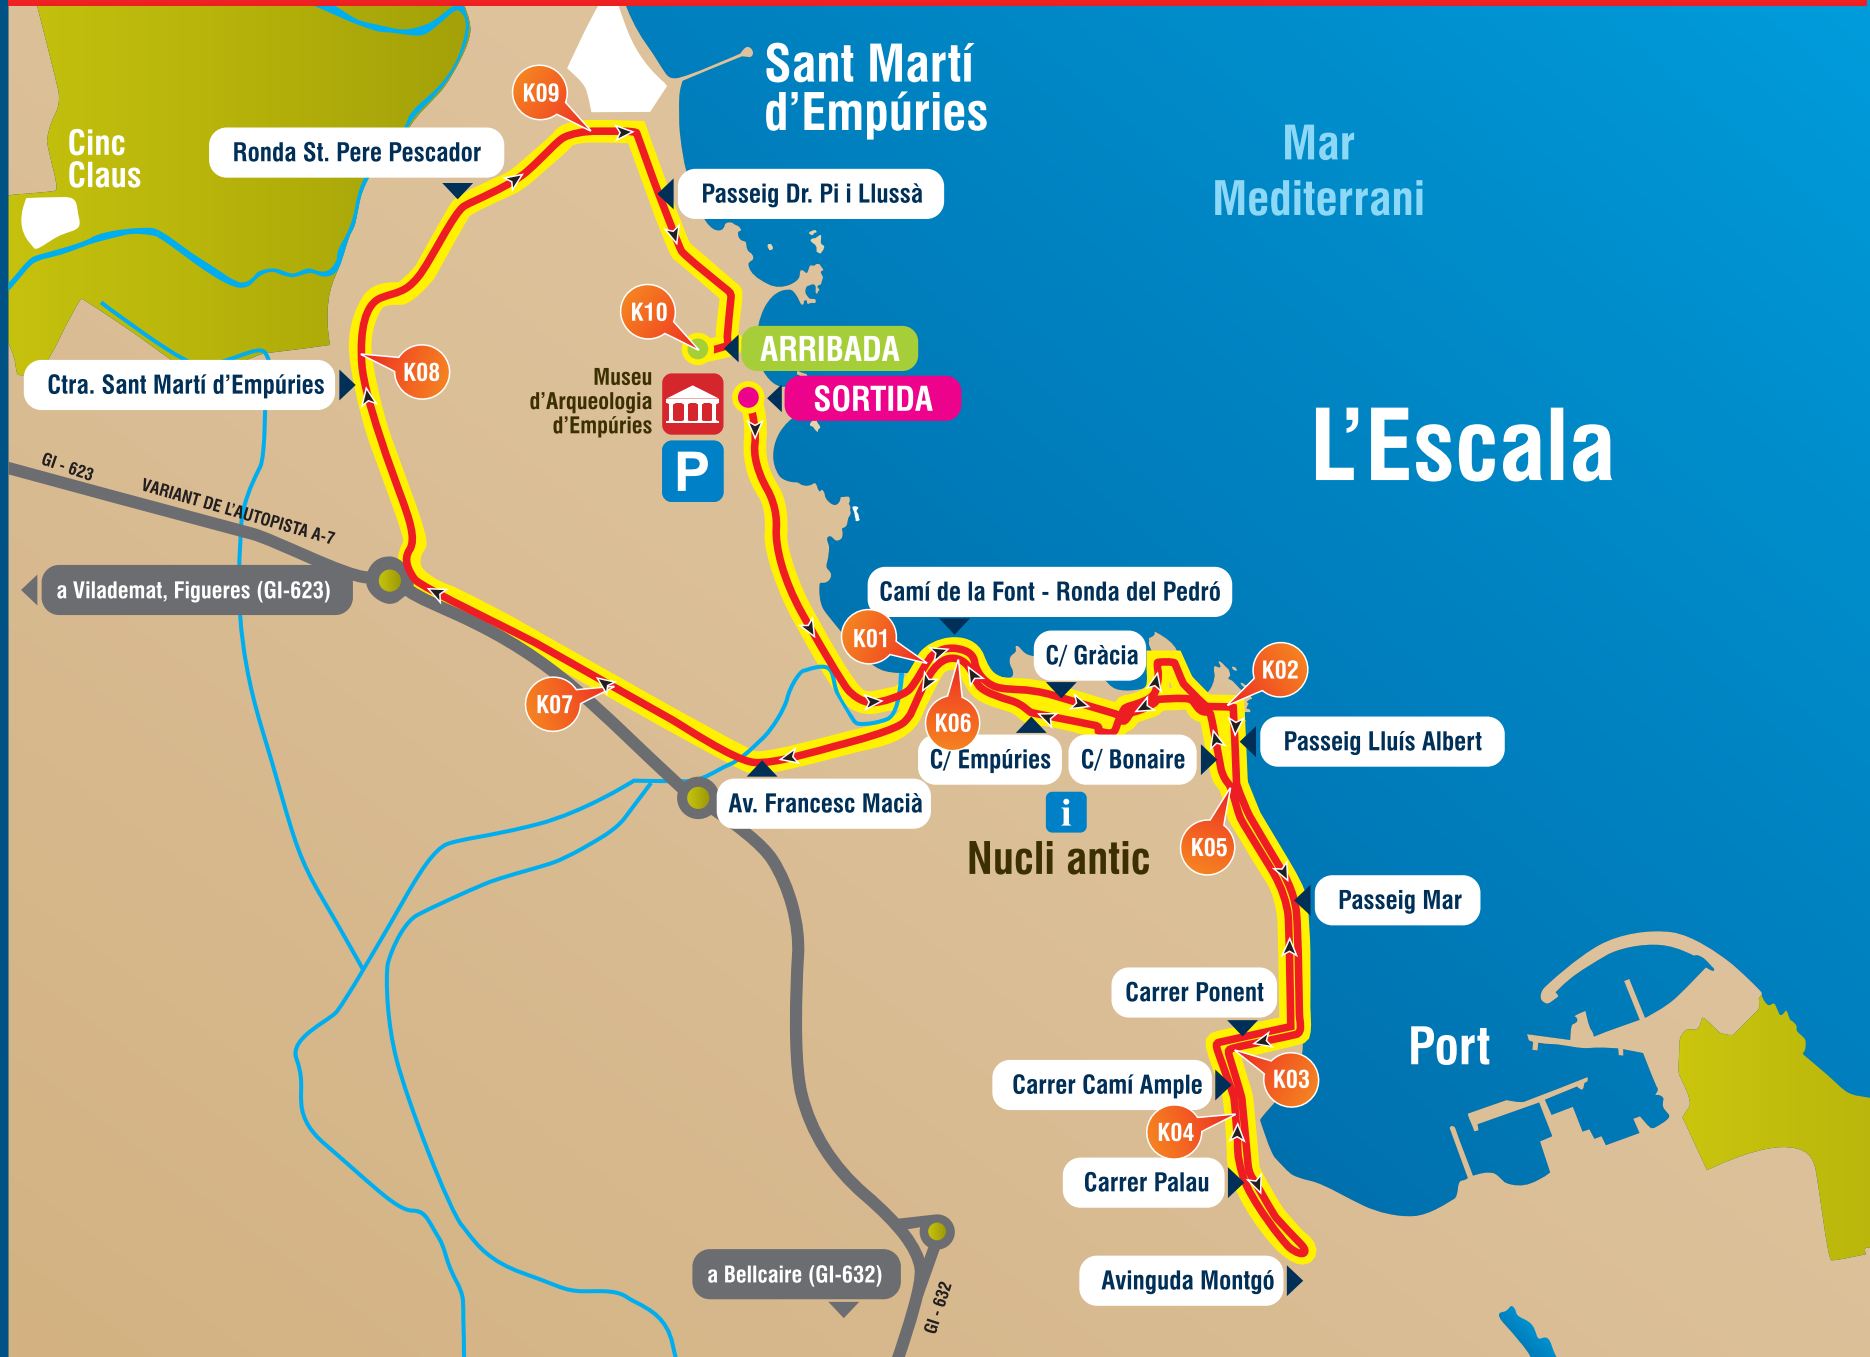 Sant Martí
d'Empúries
K09
Mar
Mediterrani
Cinc
Claus
Ronda St. Pere Pescador
Passeig Dr. Pi i Llussà
K10
ARRIBADA
K08
Ctra. Sant Martí d'Empúries
Museu
d'Arqueologia
d'Empúries
SORTIDA
L'Escala
P
GI - 623
VARIANT DE L'AUTOPISTA A-7
a Vilademat, Figueres (GI-623)
Camí de la Font - Ronda del Pedró
K01
C/ Gràcia
K02
K07
K06
Passeig Lluís Albert
C/ Empúries
C/ Bonaire
Av. Francesc Macià
i
K05
Nucli antic
Passeig Mar
Carrer Ponent
Port
K03
Carrer Camí Ample
K04
Carrer Palau
a Bellcaire (GI-632)
Avinguda Montgó
GI - 632